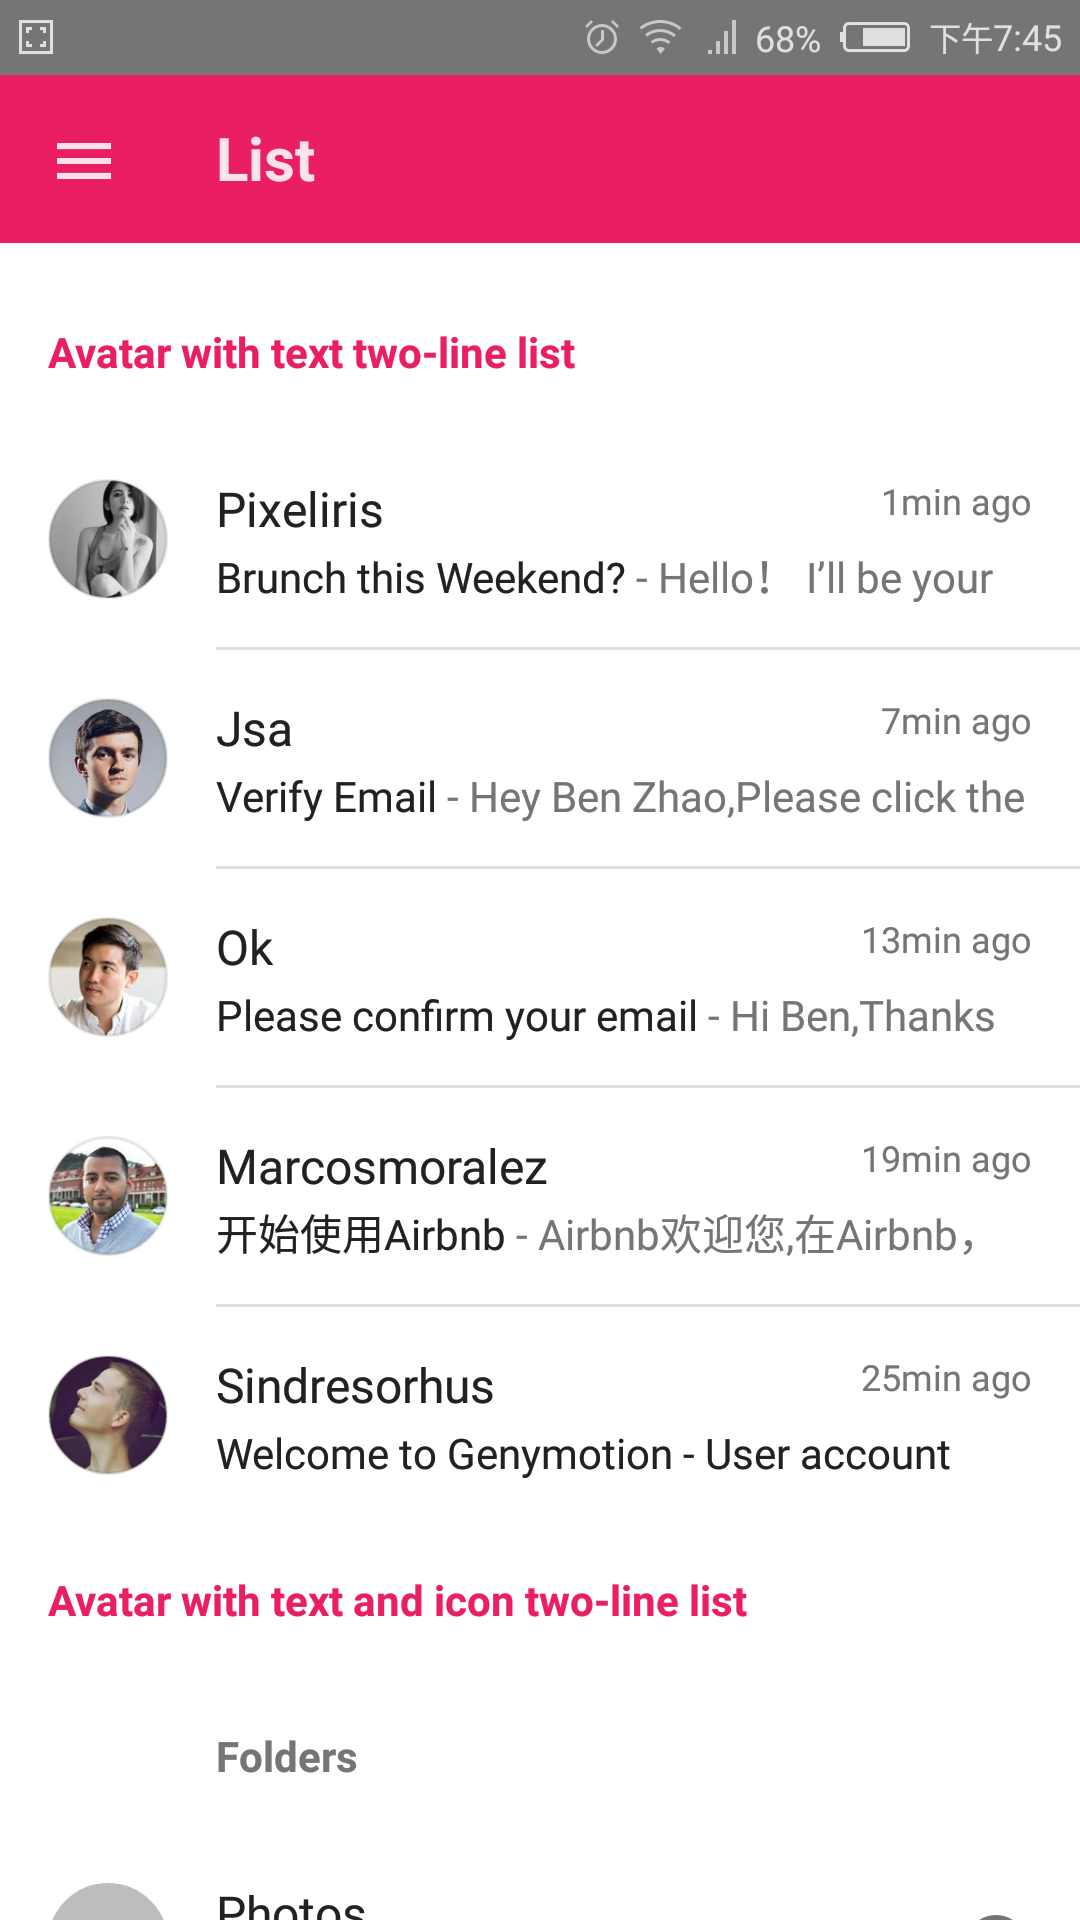 68% 下午7:45
List
Avatar with text two-line list
Pixeliris 1min ago
Brunch this Weekend? - Hello！ I’ll be your
Jsa 7min ago
Verify Email - Hey Ben Zhao,Please click the
Ok 13min ago
Please confirm your email - Hi Ben,Thanks
Marcosmoralez 19min ago
开始使用Airbnb - Airbnb欢迎您,在Airbnb，
Sindresorhus 25min ago
Welcome to Genymotion - User account
Avatar with text and icon two-line list
Folders
Photos